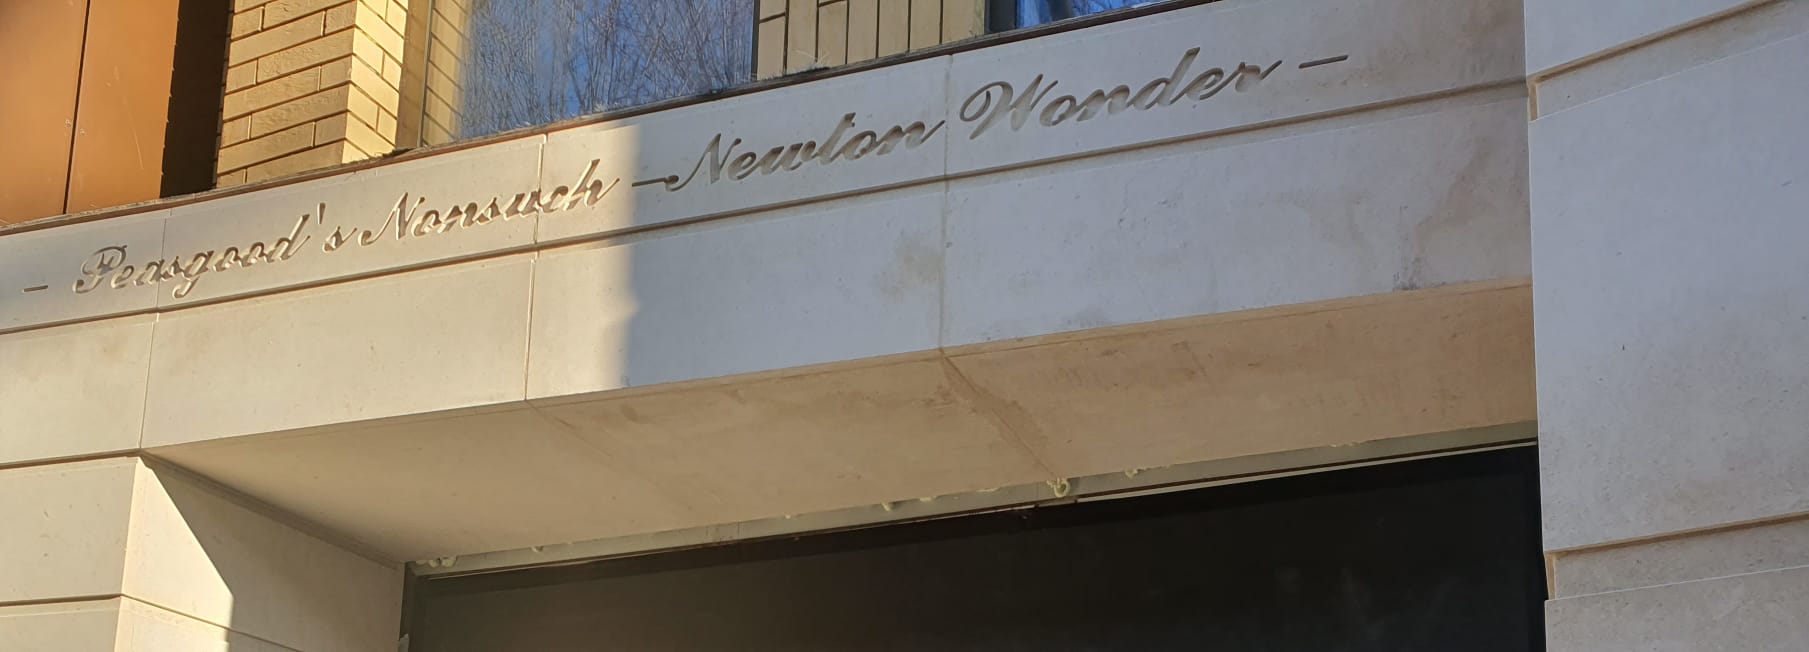 – Peasgood's Nonsuch – Newton Wonder –